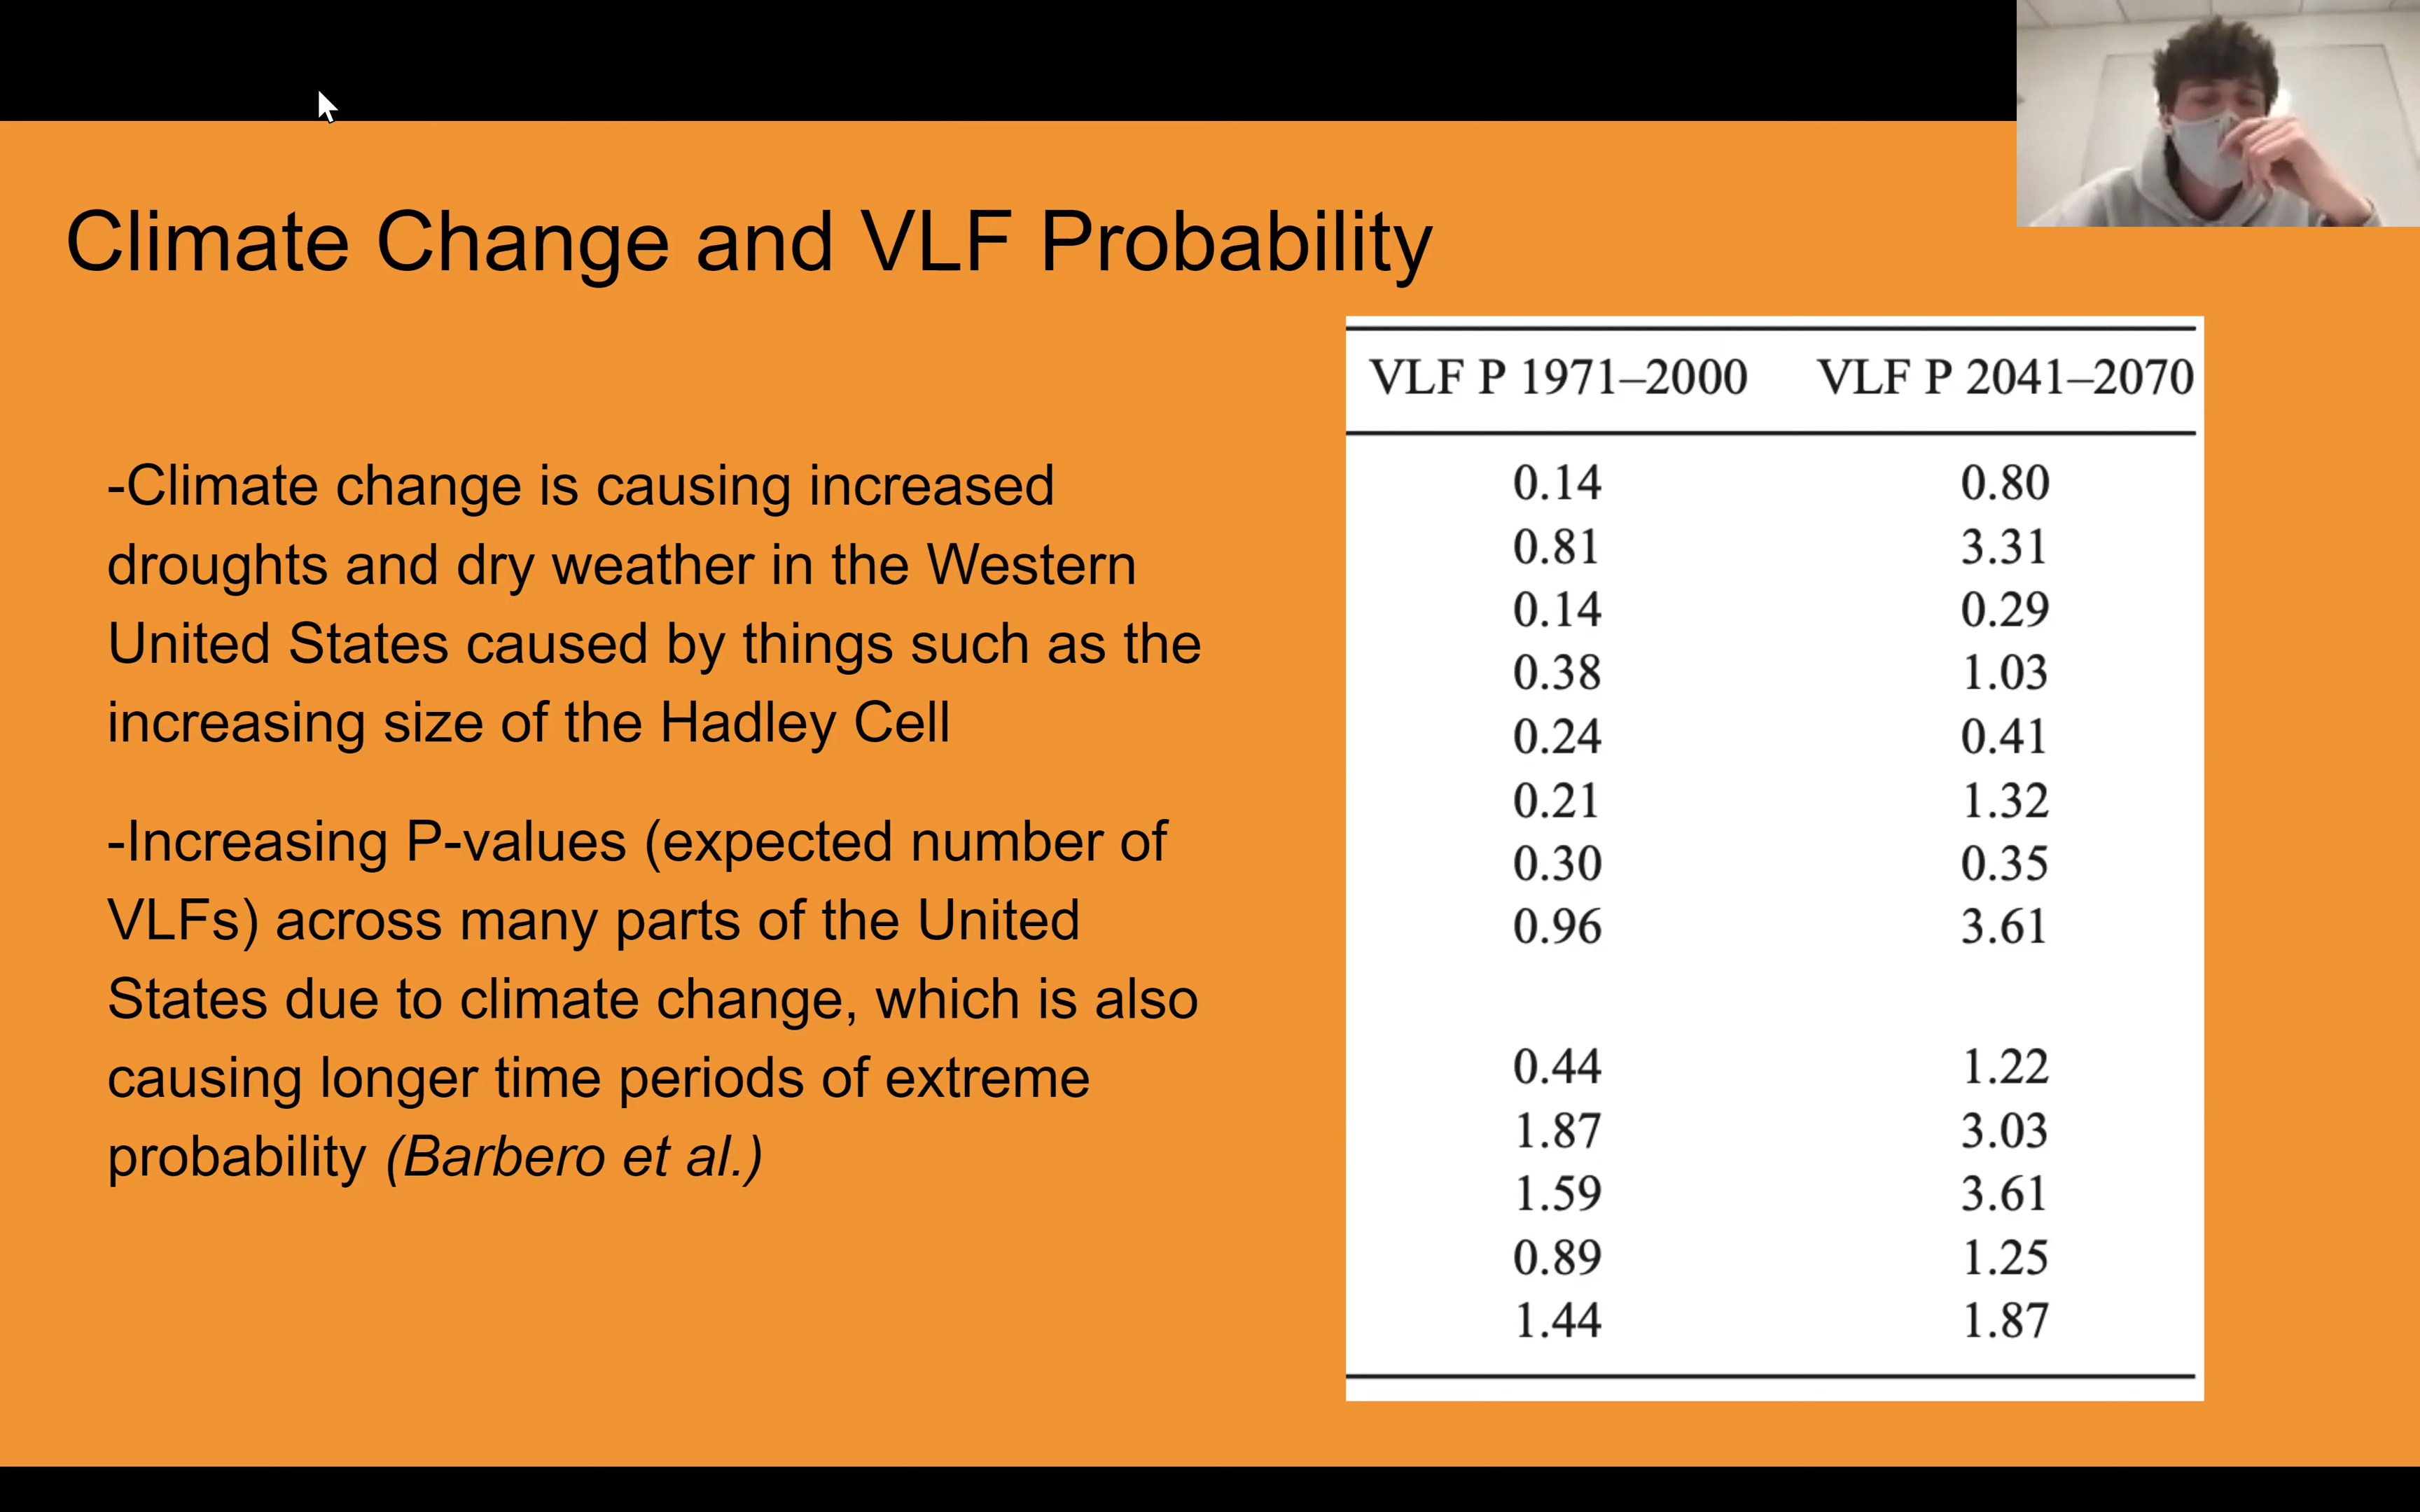 Climate Change and VLF Probability
-Climate change is causing increased
droughts and dry weather in the Western
United States caused by things such as the
increasing size of the Hadley Cell
-Increasing P-values (expected number of
VLFs) across many parts of the United
States due to climate change, which is also
causing longer time periods of extreme
probability (Barbero et al.)
VLF P 1971–2000 VLF P 2041–2070
0.14 0.80
0.81 3.31
0.14 0.29
0.38 1.03
0.24 0.41
0.21 1.32
0.30 0.35
0.96 3.61
0.44 1.22
1.87 3.03
1.59 3.61
0.89 1.25
1.44 1.87